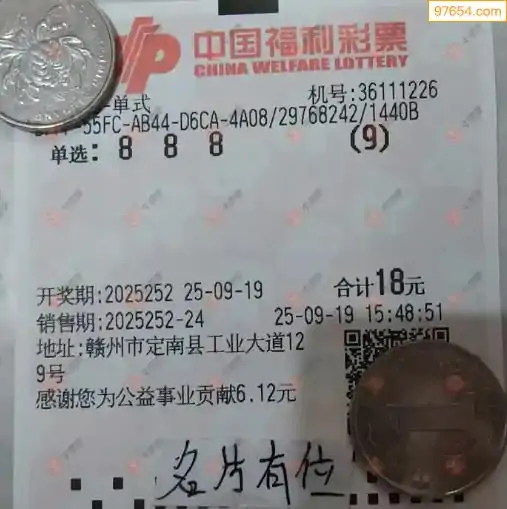 97654.com
中国福利彩票
CHINA WELFARE LOTTERY
单式
机号:36111226
55FC-AB44-D6CA-4A08/29768242/1440B
单选: 8 8 8 (9)
开奖期:2025252 25-09-19 合计18元
销售期:2025252-24 25-09-19 15:48:51
地址:赣州市定南县工业大道12
9号
感谢您为公益事业贡献6.12元
名片有位